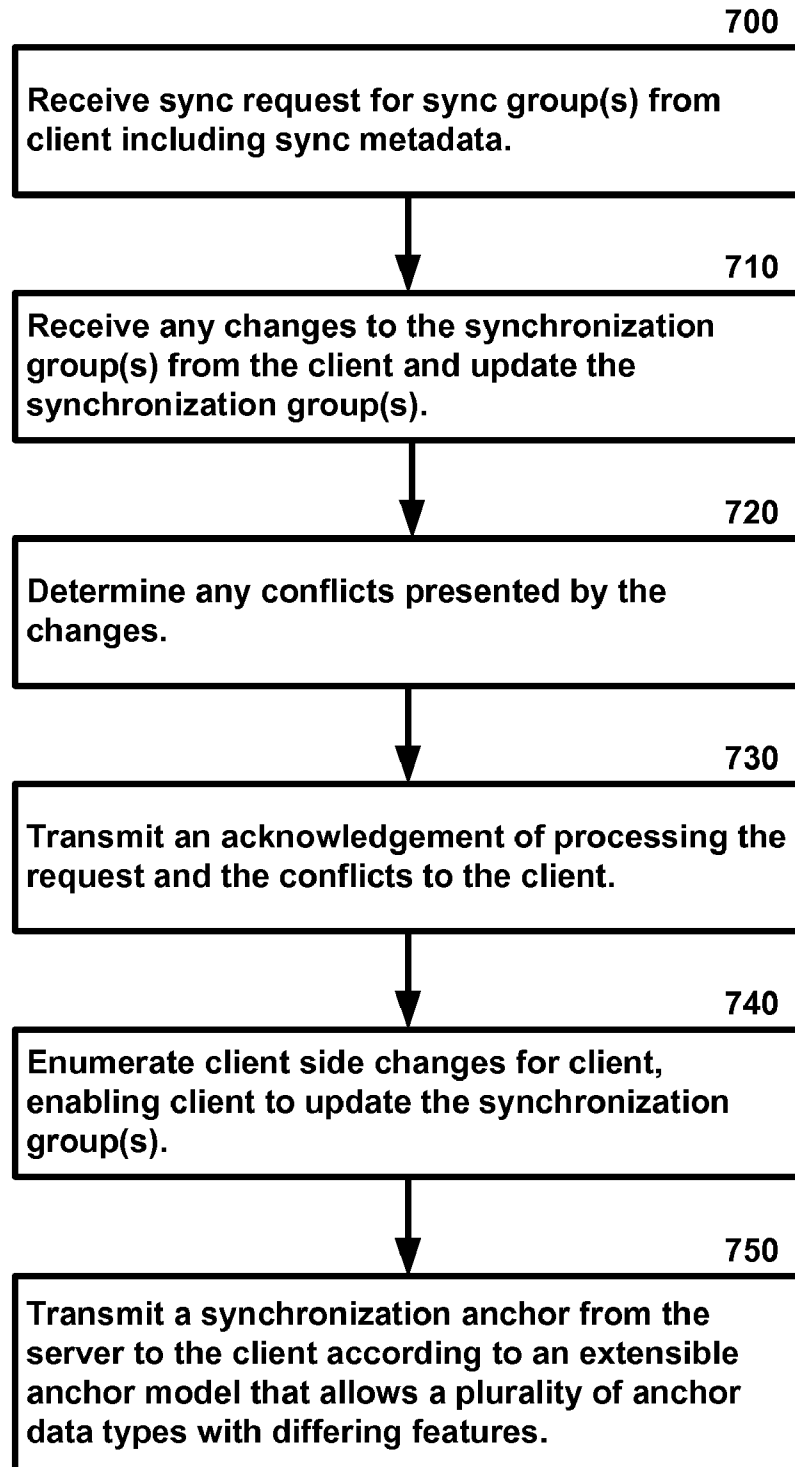 700
Receive sync request for sync group(s) from
client including sync metadata.
710
Receive any changes to the synchronization
group(s) from the client and update the
synchronization group(s).
720
Determine any conflicts presented by the
changes.
730
Transmit an acknowledgement of processing the
request and the conflicts to the client.
740
Enumerate client side changes for client,
enabling client to update the synchronization
group(s).
750
Transmit a synchronization anchor from the
server to the client according to an extensible
anchor model that allows a plurality of anchor
data types with differing features.